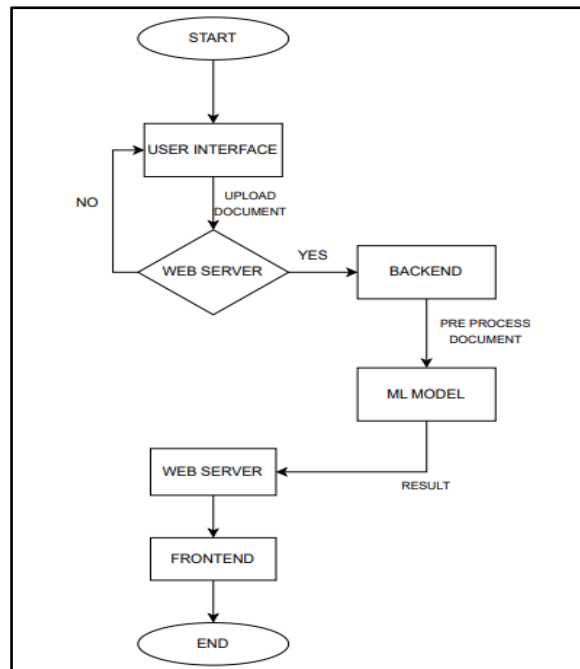 START
USER INTERFACE
UPLOAD
DOCUMENT
NO
WEB SERVER
YES
BACKEND
PRE PROCESS
DOCUMENT
ML MODEL
RESULT
WEB SERVER
FRONTEND
END